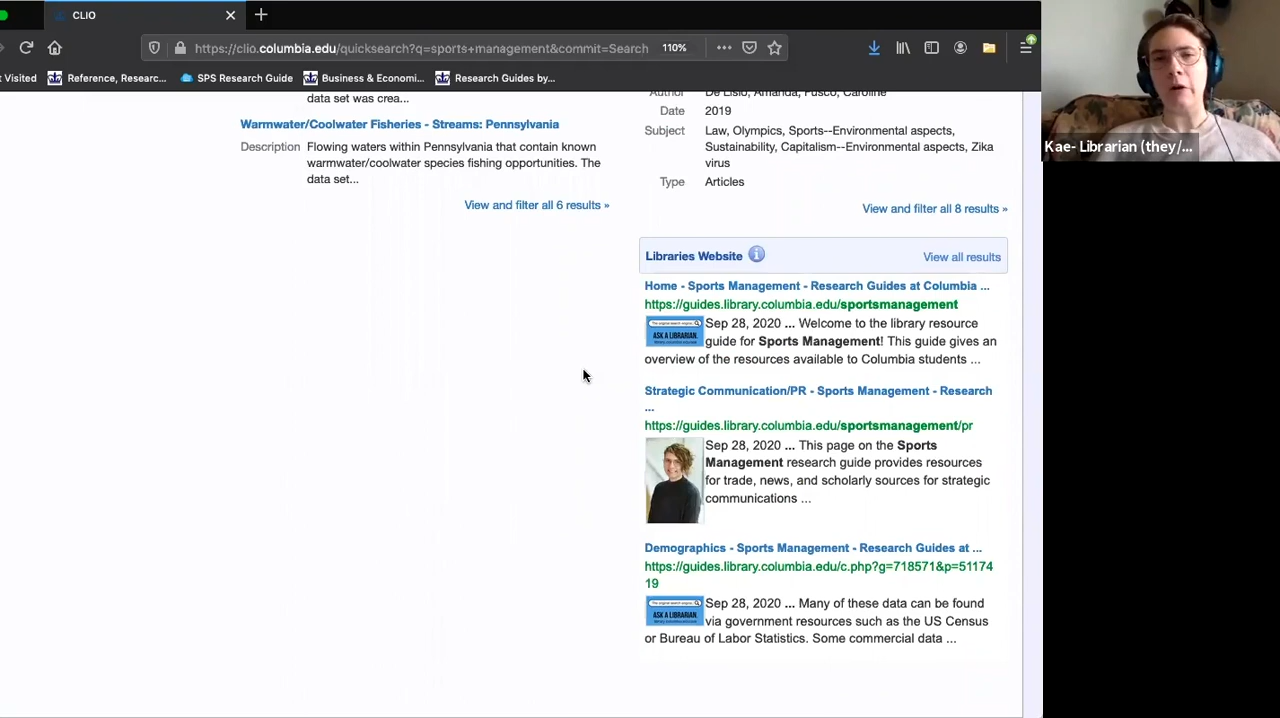 CLIO
https://clio.columbia.edu/quicksearch?q=sports+management&commit=Search
110%
t Visited
Reference, Researc...
SPS Research Guide
Business & Economi...
Research Guides by...
data set was crea...
Warmwater/Coolwater Fisheries - Streams: Pennsylvania
Description Flowing waters within Pennsylvania that contain known
warmwater/coolwater species fishing opportunities. The
data set...
View and filter all 6 results »
Author De Lisio, Amanda, Fusco, Caroline
Date 2019
Subject Law, Olympics, Sports--Environmental aspects,
Sustainability, Capitalism--Environmental aspects, Zika
virus
Type Articles
View and filter all 8 results »
Libraries Website View all results
Home - Sports Management - Research Guides at Columbia ...
https://guides.library.columbia.edu/sportsmanagement
ASK A LIBRARIAN
Sep 28, 2020 ... Welcome to the library resource
guide for Sports Management! This guide gives an
overview of the resources available to Columbia students ...
Strategic Communication/PR - Sports Management - Research
...
https://guides.library.columbia.edu/sportsmanagement/pr
Sep 28, 2020 ... This page on the Sports
Management research guide provides resources
for trade, news, and scholarly sources for strategic
communications ...
Demographics - Sports Management - Research Guides at ...
https://guides.library.columbia.edu/c.php?g=718571&p=51174
19
ASK A LIBRARIAN
Sep 28, 2020 ... Many of these data can be found
via government resources such as the US Census
or Bureau of Labor Statistics. Some commercial data ...
Kae- Librarian (they/...